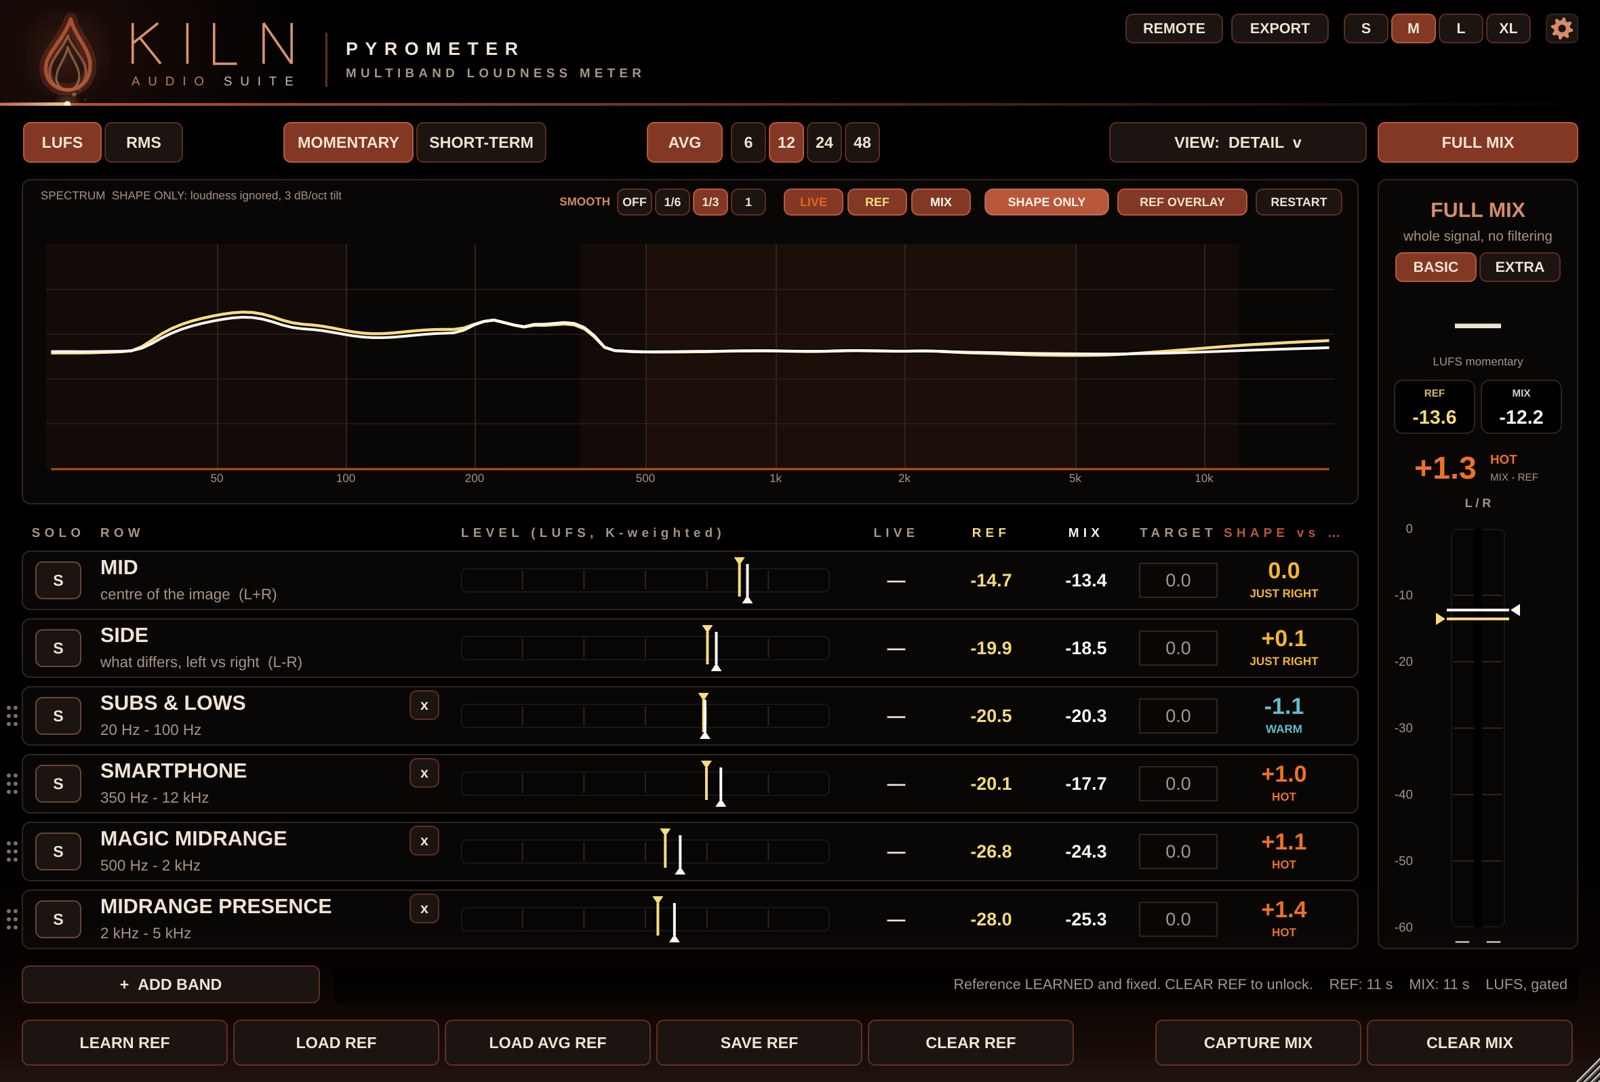 KILN
AUDIO SUITE
PYROMETER
MULTIBAND LOUDNESS METER
REMOTE EXPORT S M L XL
LUFS RMS MOMENTARY SHORT-TERM AVG 6 12 24 48 VIEW: DETAIL v FULL MIX
SPECTRUM SHAPE ONLY: loudness ignored, 3 dB/oct tilt
SMOOTH OFF 1/6 1/3 1 LIVE REF MIX SHAPE ONLY REF OVERLAY RESTART
50 100 200 500 1k 2k 5k 10k
FULL MIX
whole signal, no filtering
BASIC EXTRA
—
LUFS momentary
REF MIX
-13.6 -12.2
+1.3 HOT
MIX - REF
L / R
0
-10
-20
-30
-40
-50
-60
— —
SOLO ROW LEVEL (LUFS, K-weighted) LIVE REF MIX TARGET SHAPE vs ...
S MID — -14.7 -13.4 0.0 0.0
centre of the image (L+R) JUST RIGHT
S SIDE — -19.9 -18.5 0.0 +0.1
what differs, left vs right (L-R) JUST RIGHT
S SUBS & LOWS x — -20.5 -20.3 0.0 -1.1
20 Hz - 100 Hz WARM
S SMARTPHONE x — -20.1 -17.7 0.0 +1.0
350 Hz - 12 kHz HOT
S MAGIC MIDRANGE x — -26.8 -24.3 0.0 +1.1
500 Hz - 2 kHz HOT
S MIDRANGE PRESENCE x — -28.0 -25.3 0.0 +1.4
2 kHz - 5 kHz HOT
+ ADD BAND
Reference LEARNED and fixed. CLEAR REF to unlock. REF: 11 s MIX: 11 s LUFS, gated
LEARN REF LOAD REF LOAD AVG REF SAVE REF CLEAR REF CAPTURE MIX CLEAR MIX